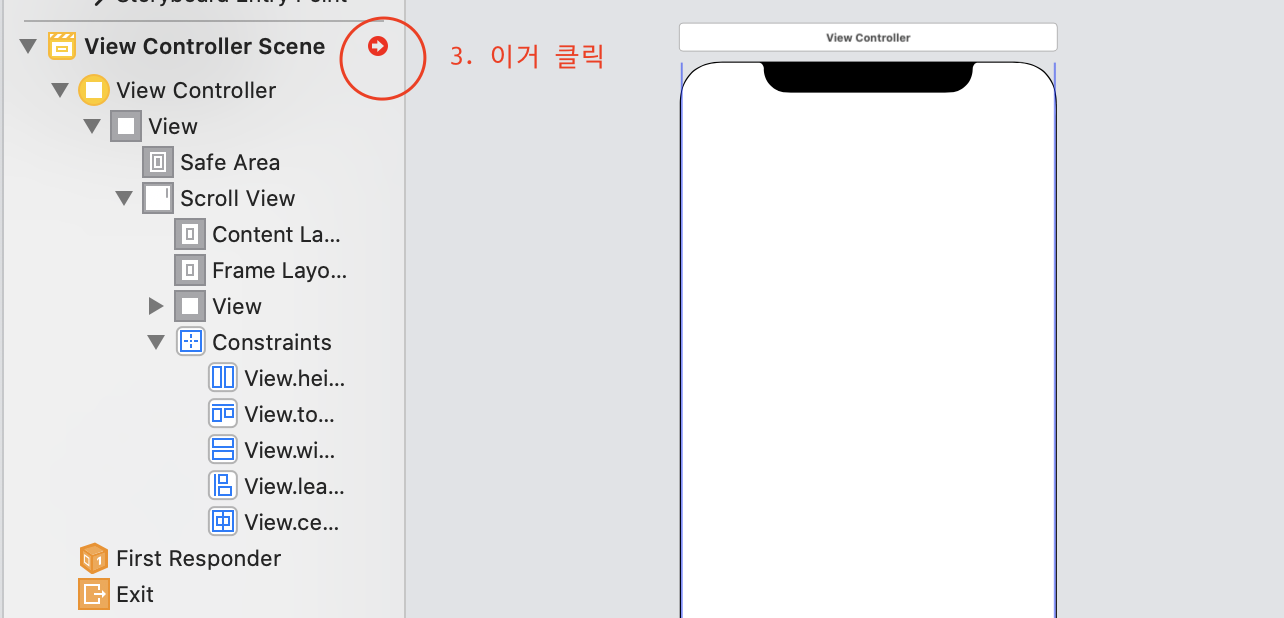 Storyboard Entry Point
View Controller Scene
3. 이거 클릭
View Controller
View Controller
View
Safe Area
Scroll View
Content La...
Frame Layo...
View
Constraints
View.hei...
View.to...
View.wi...
View.lea...
View.ce...
First Responder
Exit